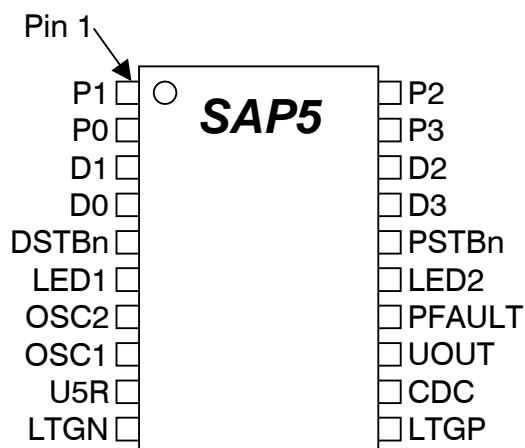 Pin 1
SAP5
P1 P2
P0 P3
D1 D2
D0 D3
DSTBn PSTBn
LED1 LED2
OSC2 PFAULT
OSC1 UOUT
U5R CDC
LTGN LTGP